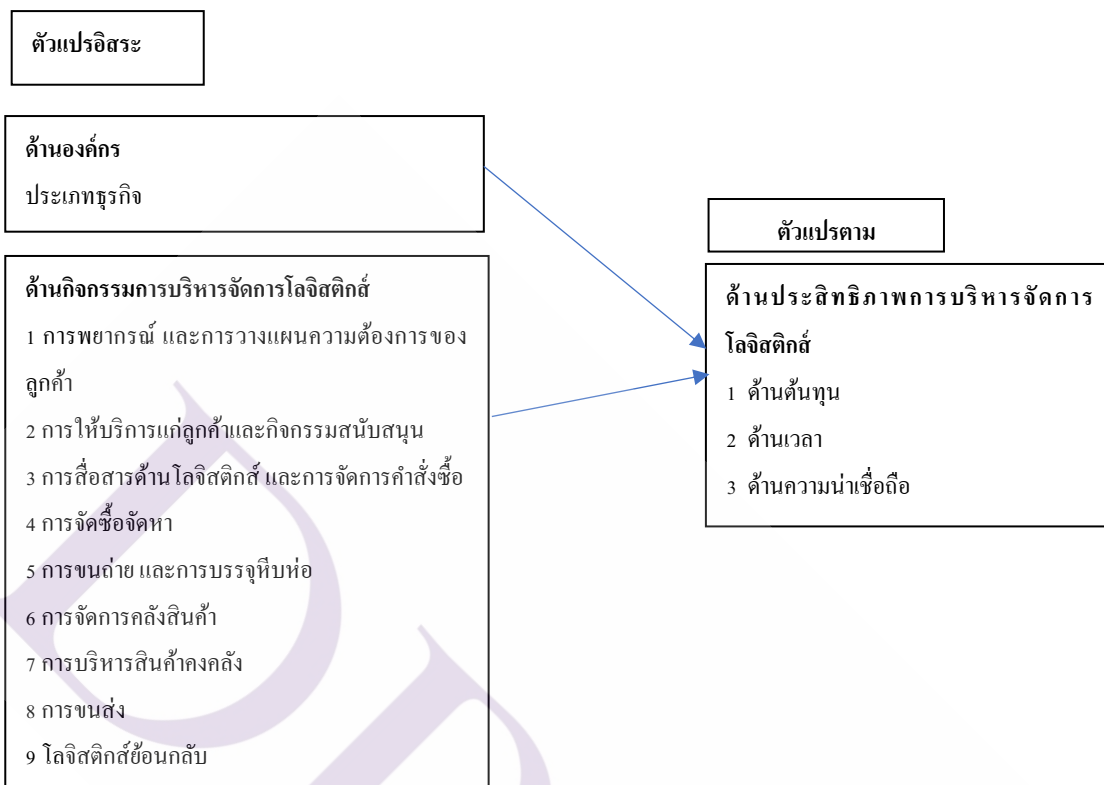 ตัวแปรอิสระ
ด้านองค์กร
ประเภทธุรกิจ
ด้านกิจกรรมการบริหารจัดการโลจิสติกส์
1 การพยากรณ์ และการวางแผนความต้องการของ
ลูกค้า
2 การให้บริการแก่ลูกค้าและกิจกรรมสนับสนุน
3 การสื่อสารด้านโลจิสติกส์ และการจัดการคำสั่งซื้อ
4 การจัดซื้อจัดหา
5 การขนถ่าย และการบรรจุหีบห่อ
6 การจัดการคลังสินค้า
7 การบริหารสินค้าคงคลัง
8 การขนส่ง
9 โลจิสติกส์ย้อนกลับ
ตัวแปรตาม
ด้านประสิทธิภาพการบริหารจัดการ
โลจิสติกส์
1 ด้านต้นทุน
2 ด้านเวลา
3 ด้านความน่าเชื่อถือ